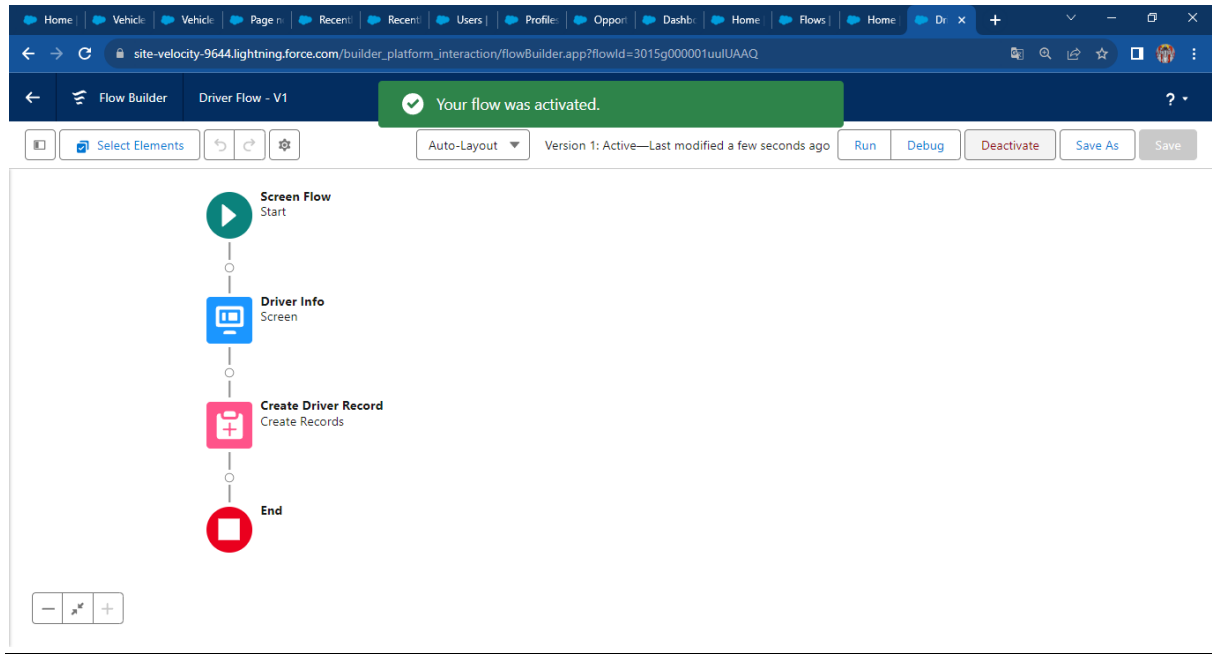 Home
Vehicle
Vehicle
Page n
Recent
Recent
Users |
Profile
Opport
Dashb
Home
Flows |
Home
Dr
site-velocity-9644.lightning.force.com/builder_platform_interaction/flowBuilder.app?flowId=3015g000001uulUAAQ
Flow Builder Driver Flow - V1
Your flow was activated.
?
Select Elements Auto-Layout Version 1: Active—Last modified a few seconds ago Run Debug Deactivate Save As Save
Screen Flow
Start
Driver Info
Screen
Create Driver Record
Create Records
End